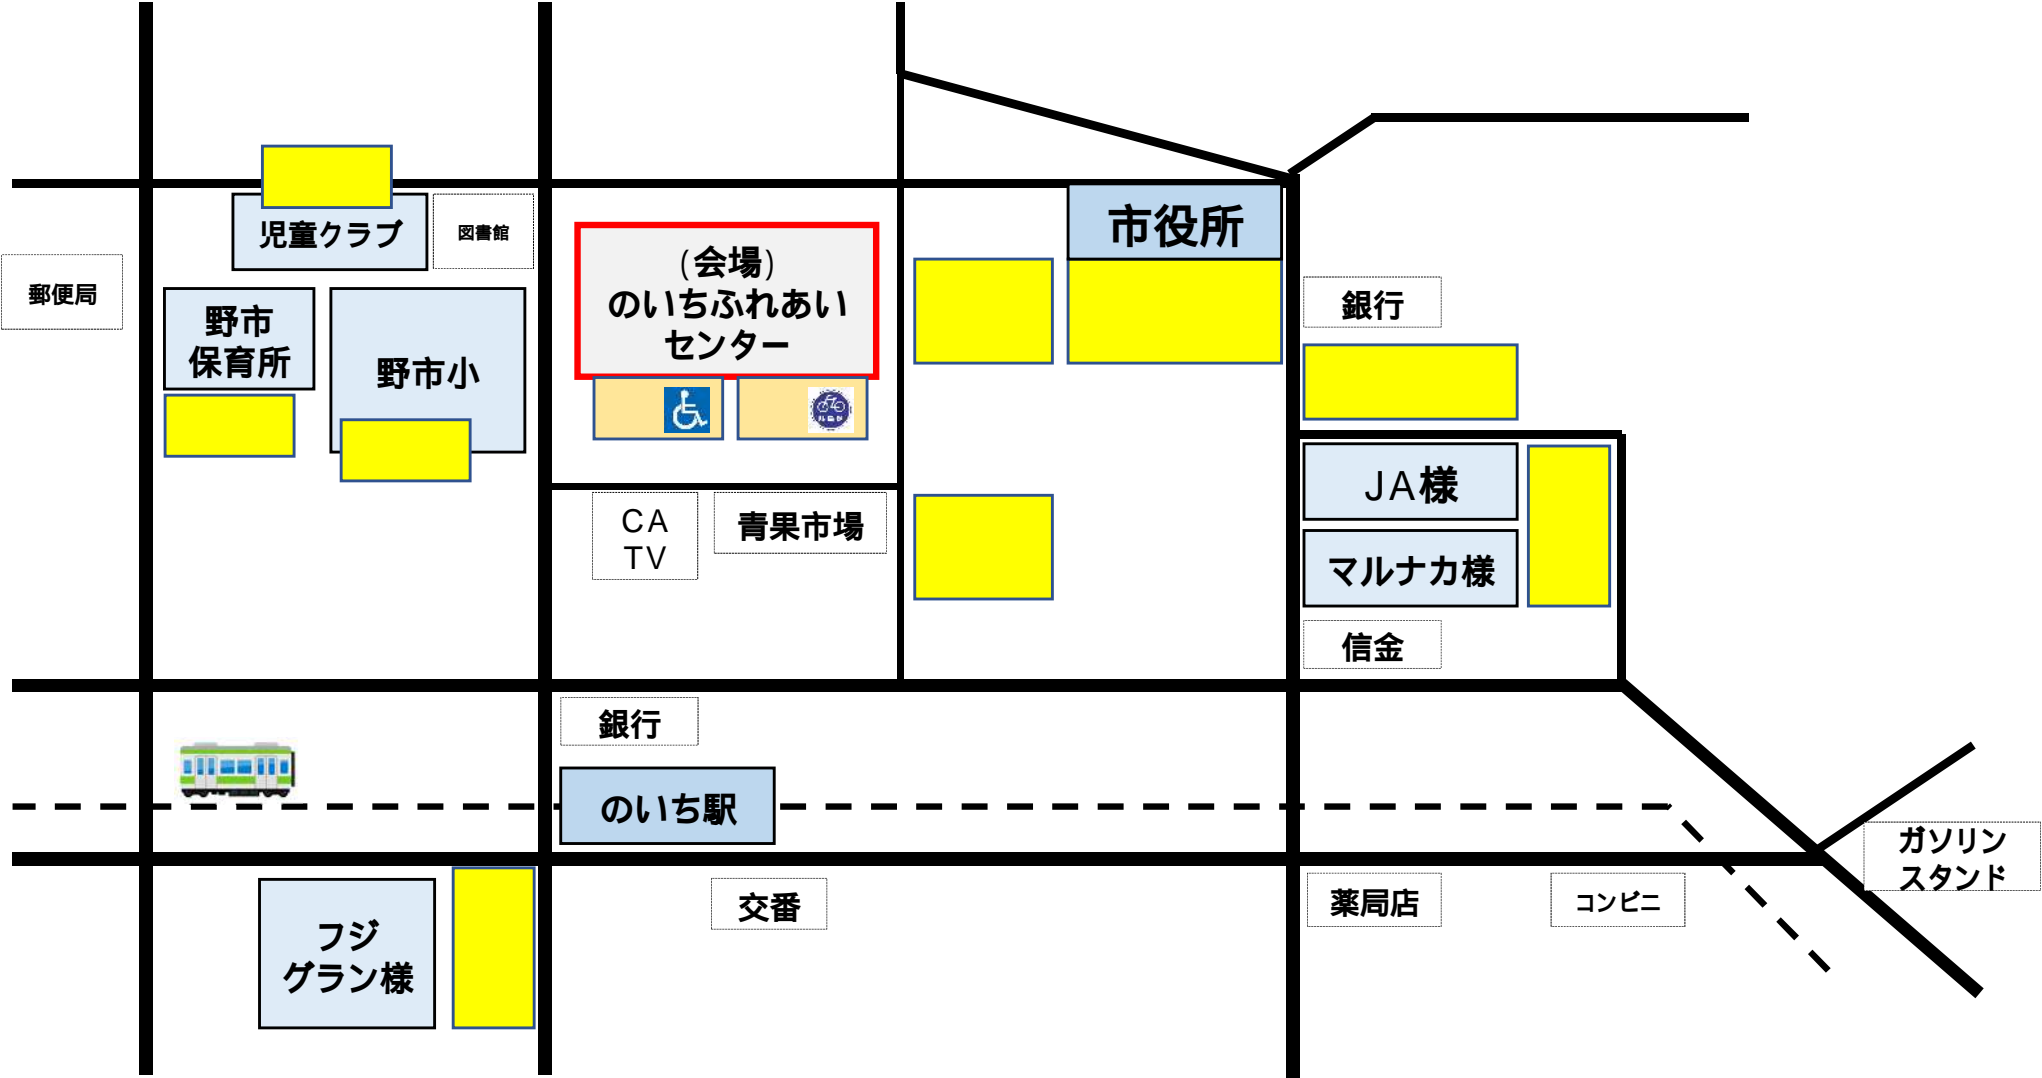 児童クラブ
図書館
市役所
(会場)
のいちふれあい
センター
郵便局
銀行
野市
保育所
野市小
JA様
CA
TV
青果市場
マルナカ様
信金
銀行
のいち駅
ガソリン
スタンド
交番
薬局店
コンビニ
フジ
グラン様